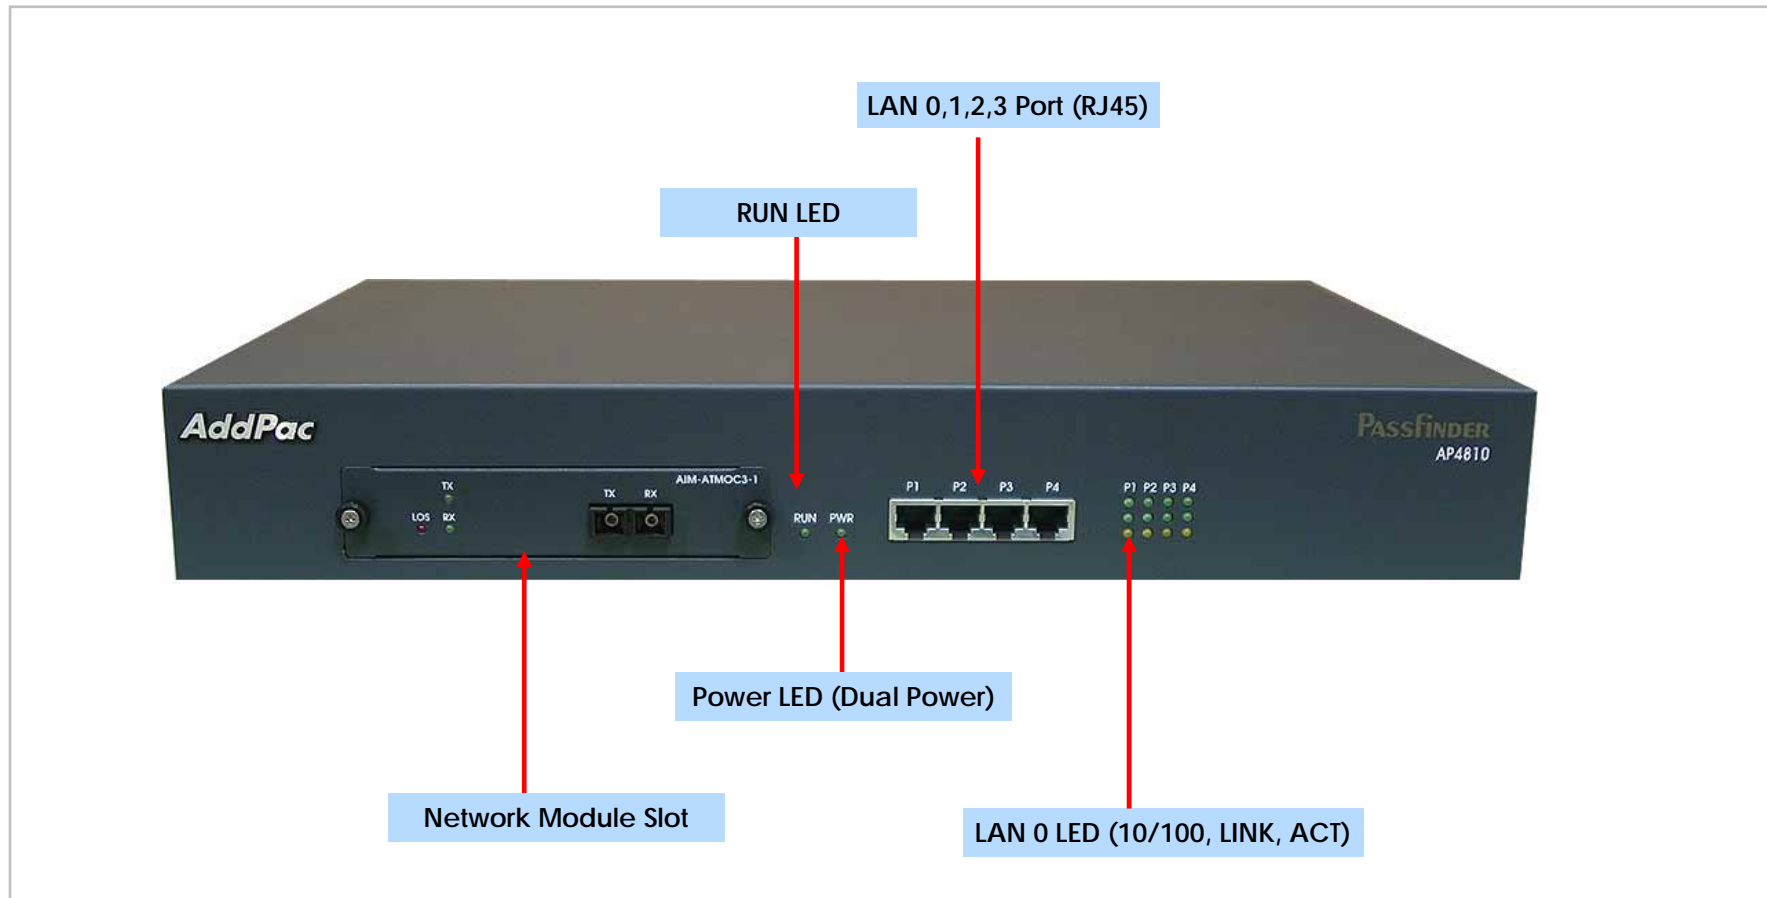 LAN 0,1,2,3 Port (RJ45)
RUN LED
AddPac
PASSFINDER
AP4810
AIM-ATMOC3-1
TX
TX RX
LOS RX
RUN PWR
P1 P2 P3 P4
P1 P2 P3 P4
Power LED (Dual Power)
Network Module Slot
LAN 0 LED (10/100, LINK, ACT)